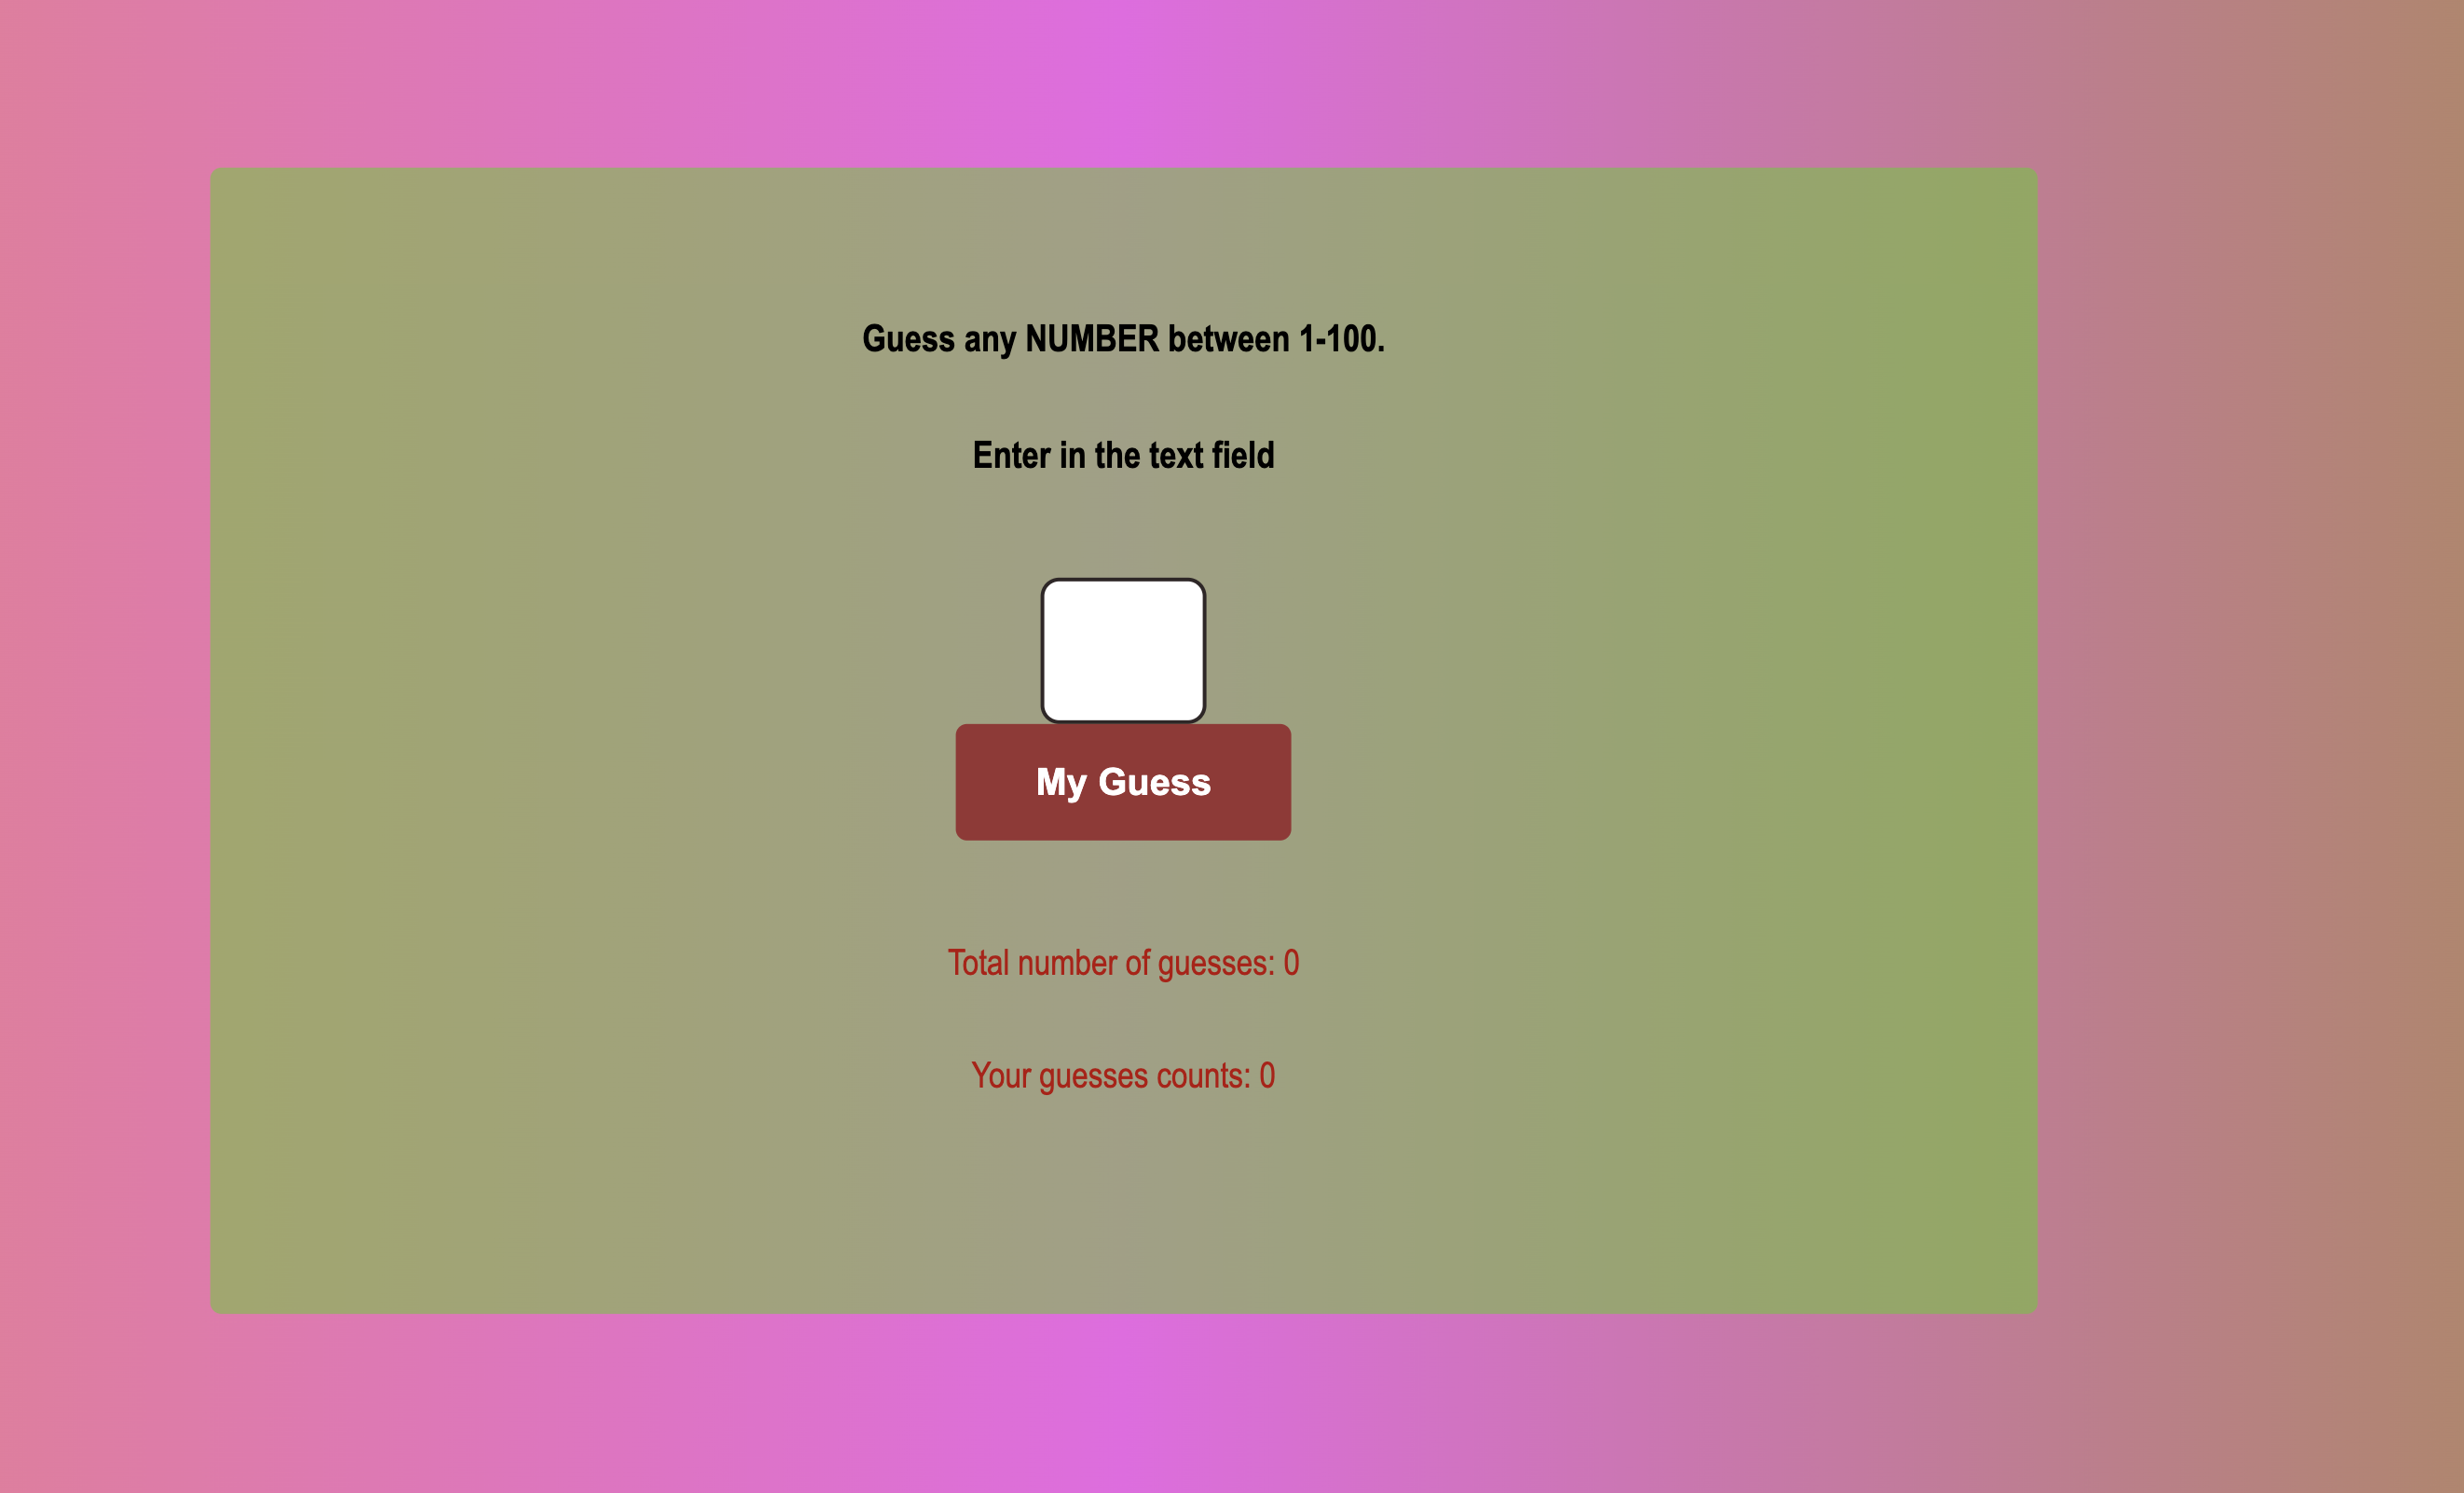 Guess any NUMBER between 1-100.
Enter in the text field
My Guess
Total number of guesses: 0
Your guesses counts: 0